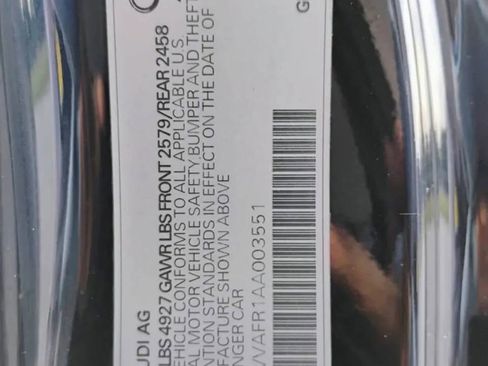 UDI AG
LBS 4927 GAWR LBS FRONT 2579/REAR 2458
EHICLE CONFORMS TO ALL APPLICABLE U S
AL MOTOR VEHICLE SAFETY BUMPER AND THEFT
NTION STANDARDS IN EFFECT ON THE DATE OF
FACTURE SHOWN ABOVE
NGER CAR
VAFR1AA003551
G